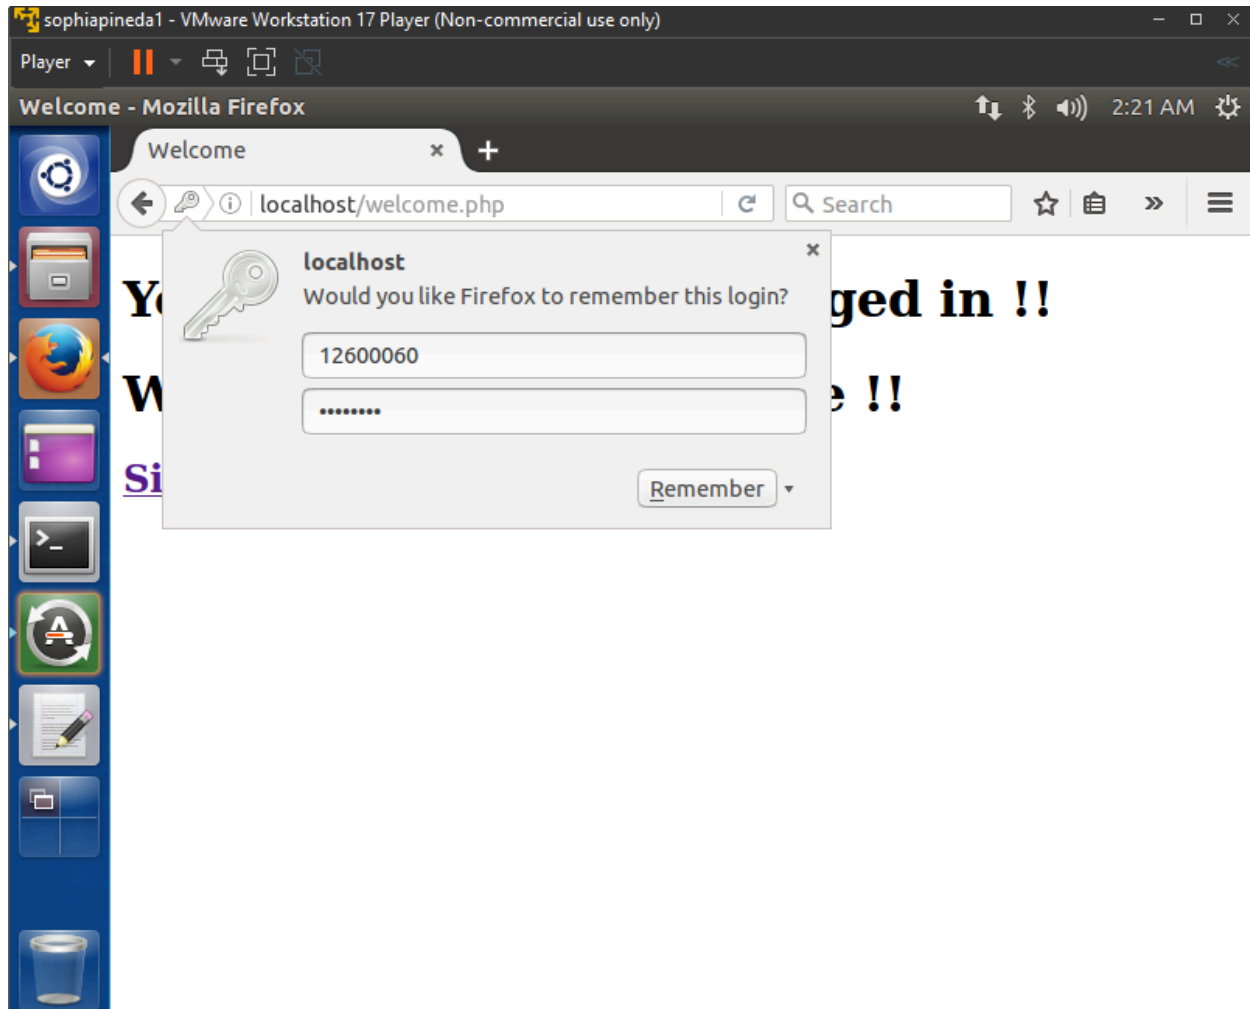 sophiapineda1 - VMware Workstation 17 Player (Non-commercial use only)
Player
Welcome - Mozilla Firefox
2:21 AM
Welcome
localhost/welcome.php
Search
localhost
Would you like Firefox to remember this login?
ged in !!
12600060
!!
••••••••
Si
Remember